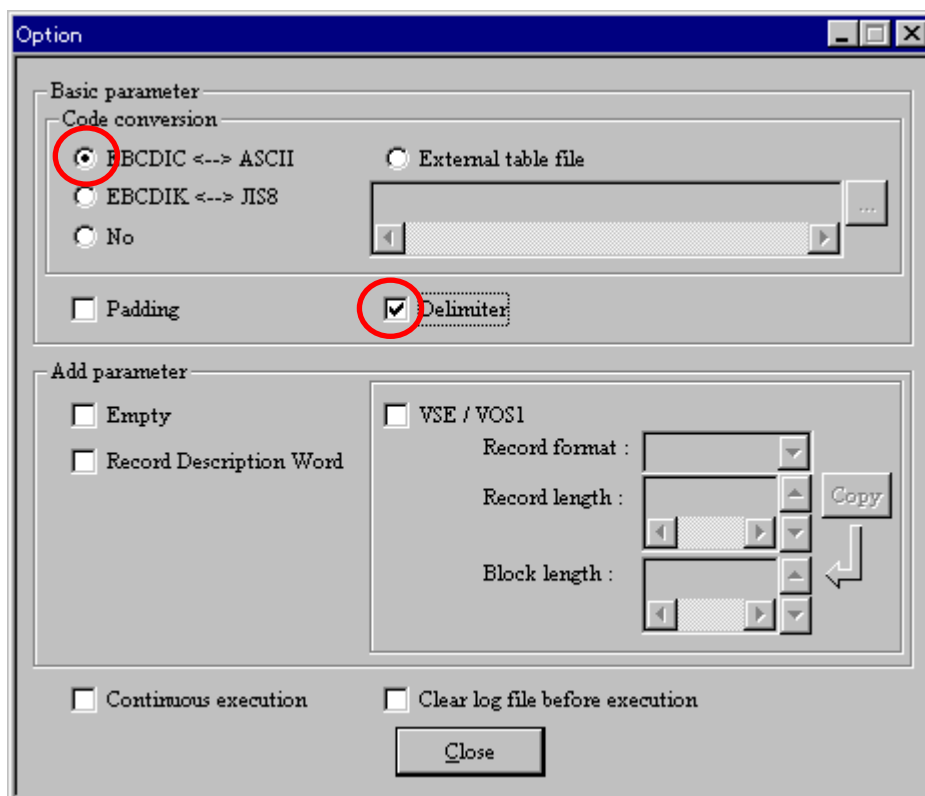 Option
Basic parameter
Code conversion
EBCDIC <--> ASCII
External table file
EBCDIK <--> JIS8
...
No
Padding
Delimiter
Add parameter
Empty
VSE / VOS1
Record Description Word
Record format :
Record length :
Copy
Block length :
Continuous execution
Clear log file before execution
Close